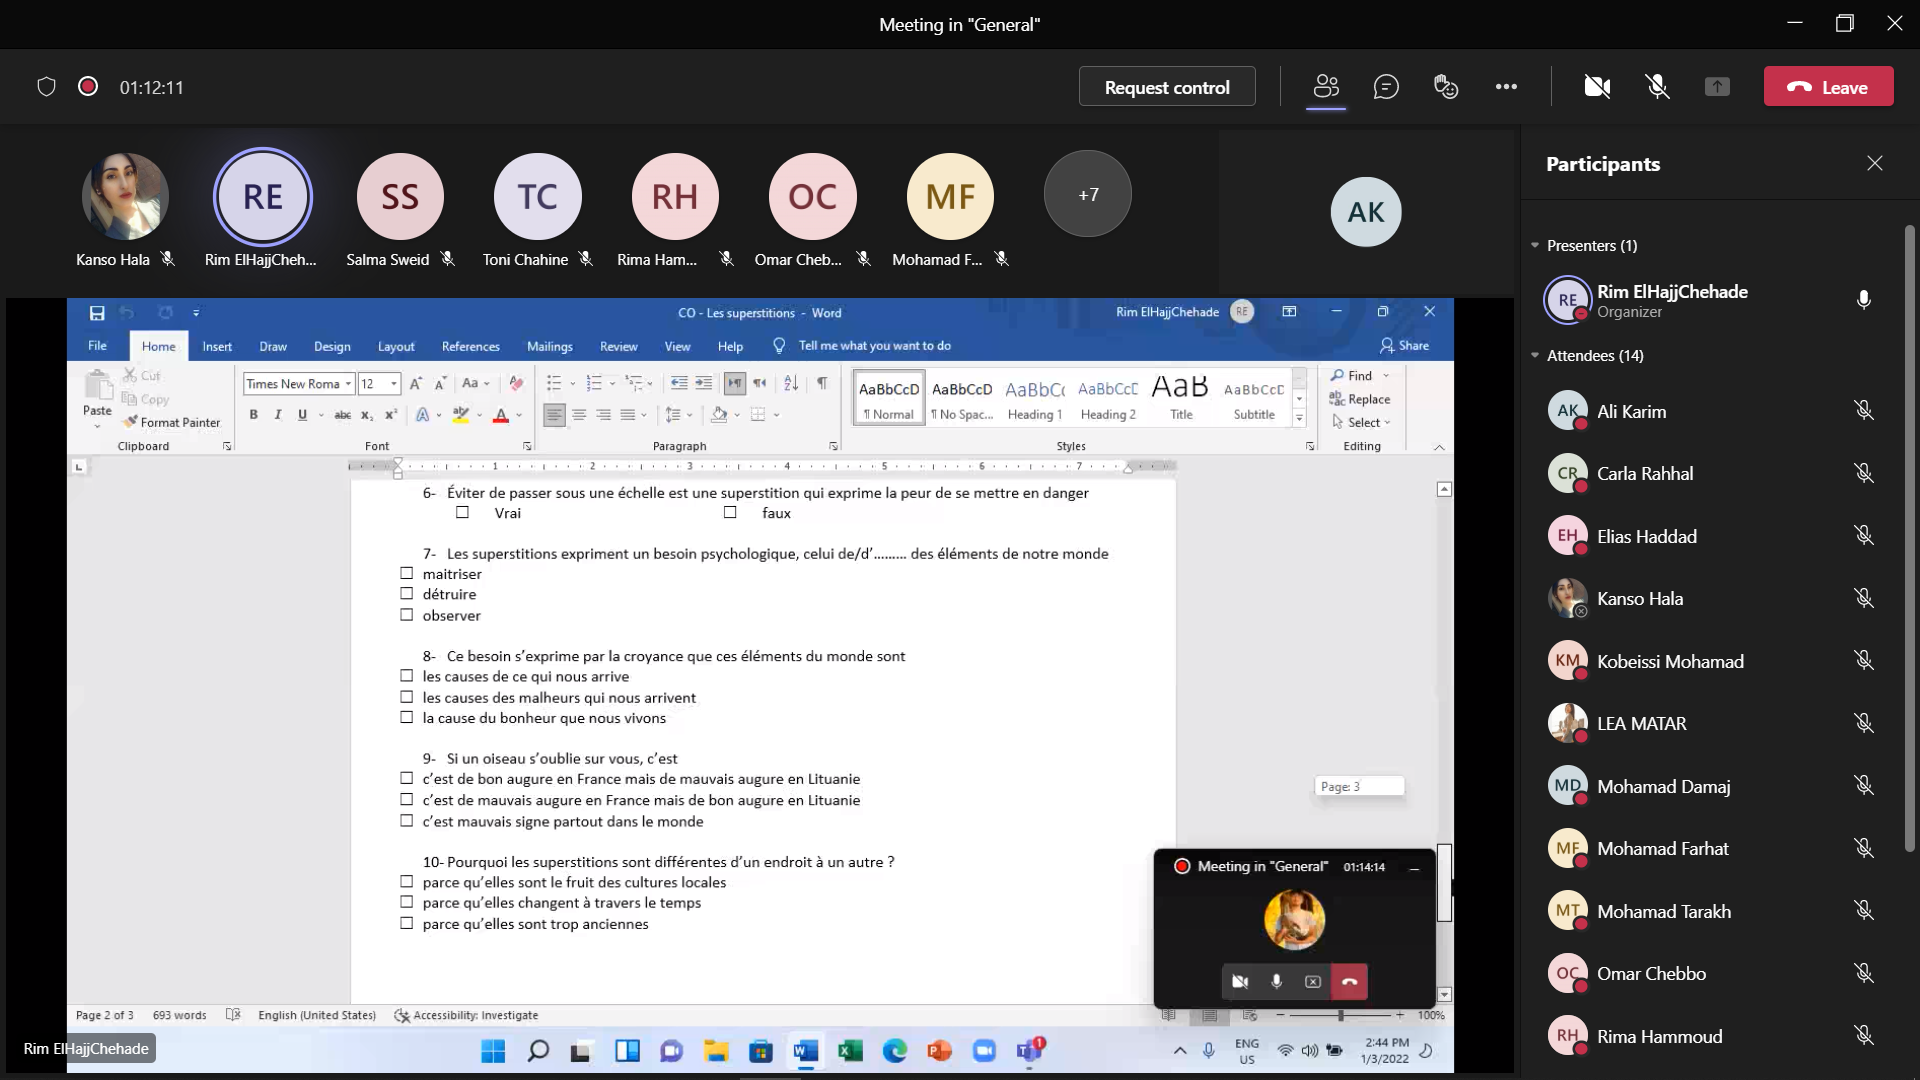 Meeting in "General"
01:12:11
Request control
Leave
RE
SS
TC
RH
OC
MF
+7
AK
Kanso Hala
Rim ElHajjCheh...
Salma Sweid
Toni Chahine
Rima Ham...
Omar Cheb...
Mohamad F...
Participants
Presenters (1)
RE
Rim ElHajjChehade
Organizer
Attendees (14)
AK
Ali Karim
CR
Carla Rahhal
EH
Elias Haddad
Kanso Hala
KM
Kobeissi Mohamad
LEA MATAR
MD
Mohamad Damaj
MF
Mohamad Farhat
MT
Mohamad Tarakh
OC
Omar Chebbo
RH
Rima Hammoud
CO - Les superstitions - Word
Rim ElHajjChehade
RE
File
Home
Insert
Draw
Design
Layout
References
Mailings
Review
View
Help
Tell me what you want to do
Share
Paste
Cut
Copy
Format Painter
Clipboard
Times New Roma
12
Aa
B I U abc x₂ x²
Font
Paragraph
AaBbCcD
¶ Normal
AaBbCcD
¶ No Spac...
AaBbCc
Heading 1
AaBbCcC
Heading 2
AaB
Title
AaBbCcC
Subtitle
Styles
Find
Replace
Select
Editing
1 2 3 4 5 6 7
6- Éviter de passer sous une échelle est une superstition qui exprime la peur de se mettre en danger
☐ Vrai ☐ faux
7- Les superstitions expriment un besoin psychologique, celui de/d’......... des éléments de notre monde
☐ maitriser
☐ détruire
☐ observer
8- Ce besoin s’exprime par la croyance que ces éléments du monde sont
☐ les causes de ce qui nous arrive
☐ les causes des malheurs qui nous arrivent
☐ la cause du bonheur que nous vivons
9- Si un oiseau s’oublie sur vous, c’est
☐ c’est de bon augure en France mais de mauvais augure en Lituanie
☐ c’est de mauvais augure en France mais de bon augure en Lituanie
☐ c’est mauvais signe partout dans le monde
10- Pourquoi les superstitions sont différentes d’un endroit à un autre ?
☐ parce qu’elles sont le fruit des cultures locales
☐ parce qu’elles changent à travers le temps
☐ parce qu’elles sont trop anciennes
Page: 3
Meeting in "General"
01:14:14
Page 2 of 3
693 words
English (United States)
Accessibility: Investigate
100%
Rim ElHajjChehade
1
ENG
US
2:44 PM
1/3/2022